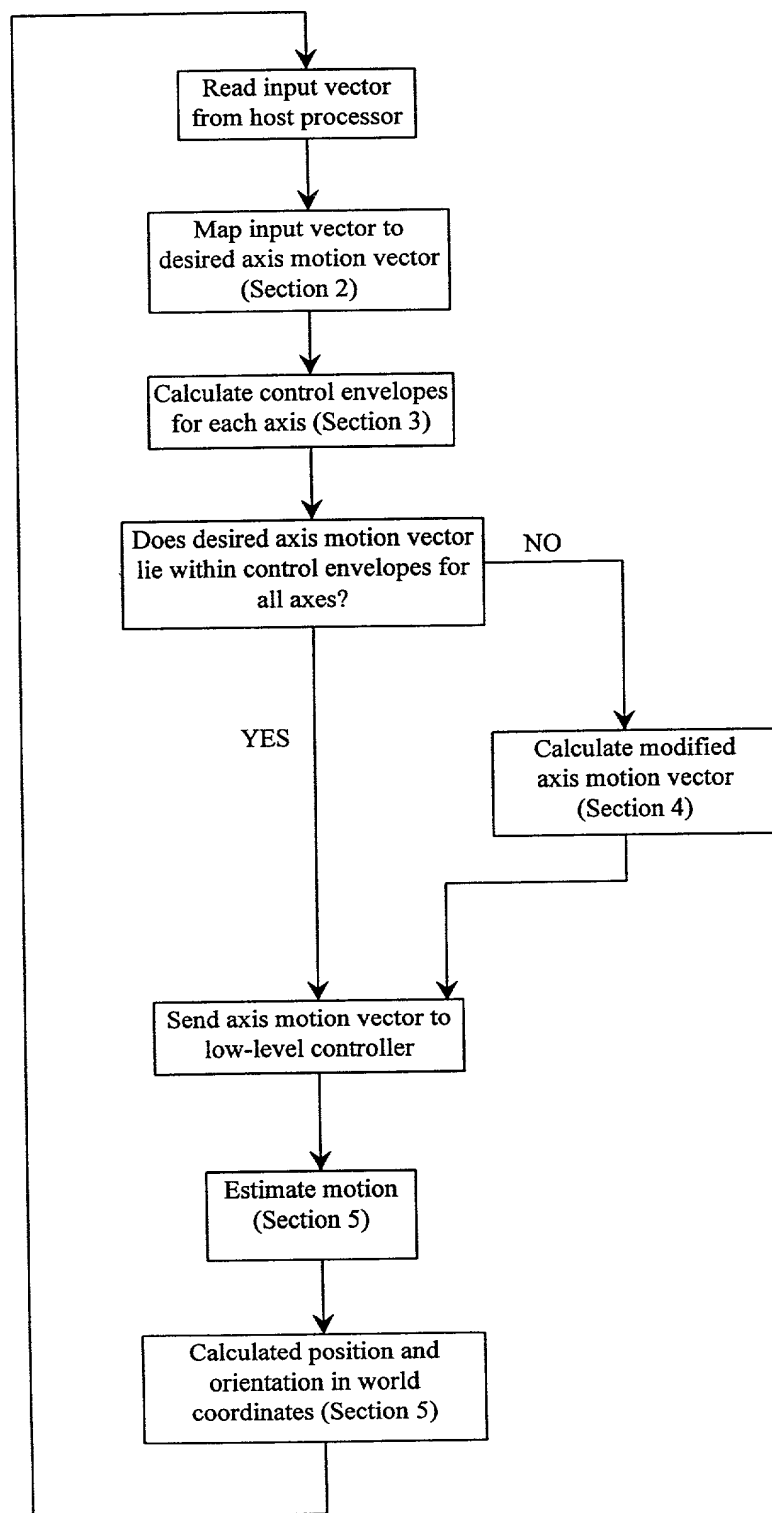 Read input vector
from host processor
Map input vector to
desired axis motion vector
(Section 2)
Calculate control envelopes
for each axis (Section 3)
Does desired axis motion vector
lie within control envelopes for
all axes?
NO
YES
Calculate modified
axis motion vector
(Section 4)
Send axis motion vector to
low-level controller
Estimate motion
(Section 5)
Calculated position and
orientation in world
coordinates (Section 5)